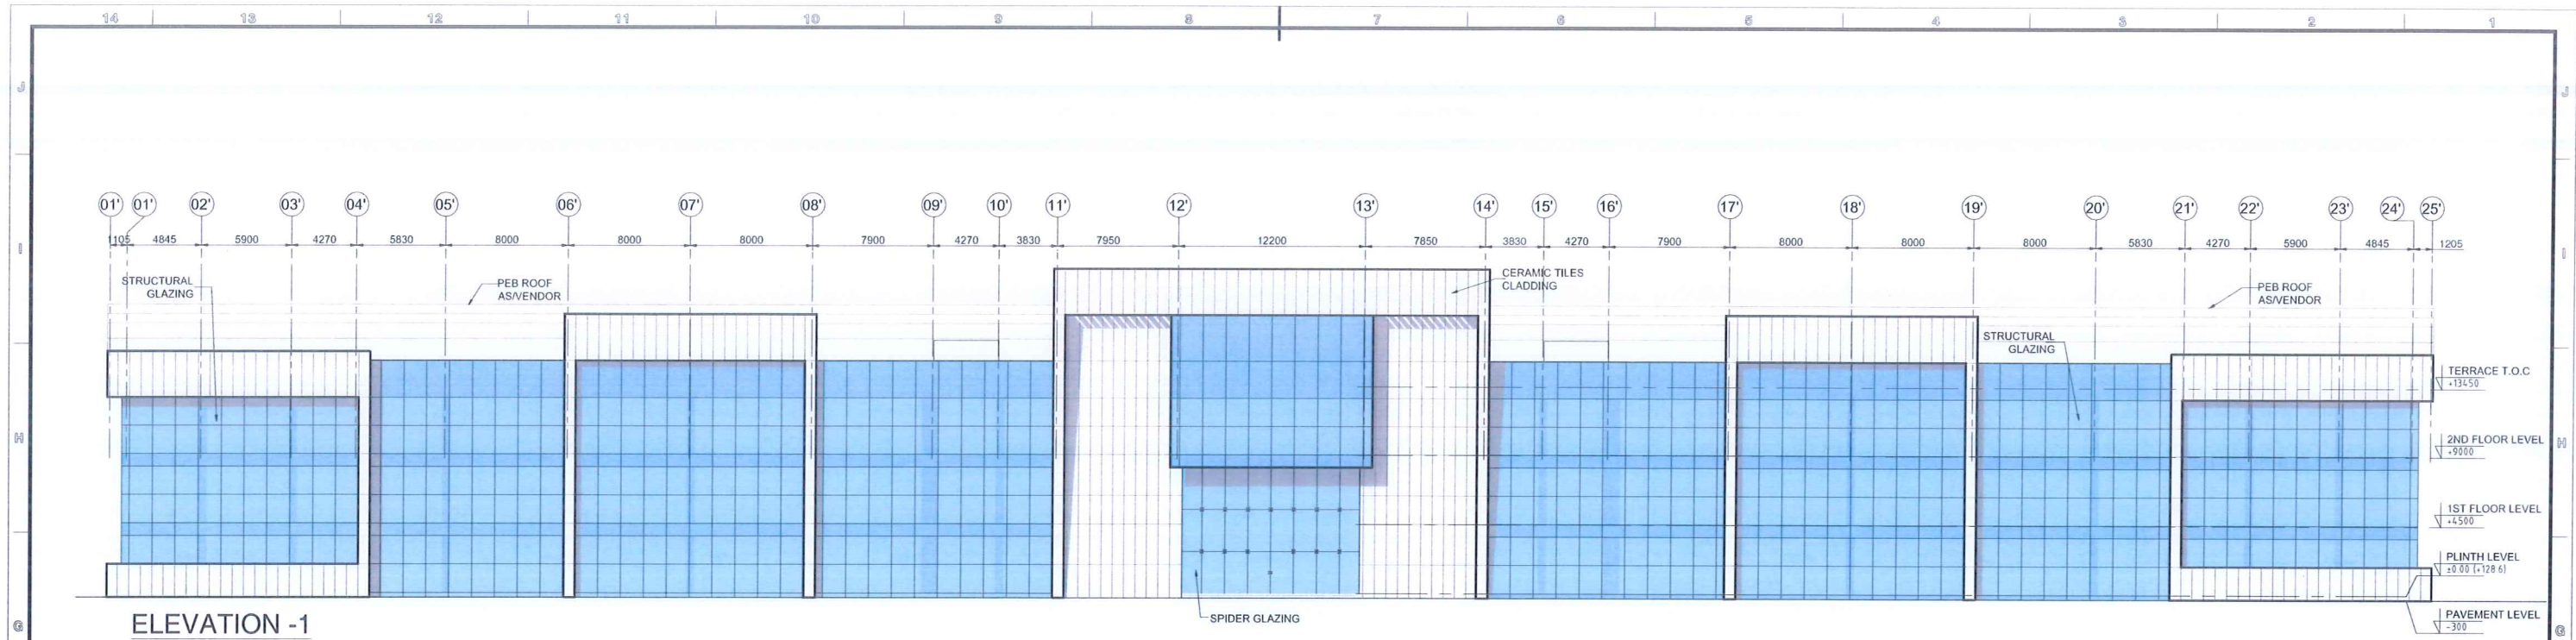 14 13 12 11 10 9 8 7 6 5 4 3 2 1
J J
01' 01' 02' 03' 04' 05' 06' 07' 08' 09' 10' 11' 12' 13' 14' 15' 16' 17' 18' 19' 20' 21' 22' 23' 24' 25'
1105 4845 5900 4270 5830 8000 8000 8000 7900 4270 3830 7950 12200 7850 3830 4270 7900 8000 8000 8000 5830 4270 5900 4845 1205
I I
STRUCTURAL
GLAZING
PEB ROOF
AS/VENDOR
CERAMIC TILES
CLADDING
PEB ROOF
AS/VENDOR
STRUCTURAL
GLAZING
TERRACE T.O.C
+13450
H H
2ND FLOOR LEVEL
+9000
1ST FLOOR LEVEL
+4500
PLINTH LEVEL
±0.00 (+128.6)
PAVEMENT LEVEL
-300
SPIDER GLAZING
G G
ELEVATION -1